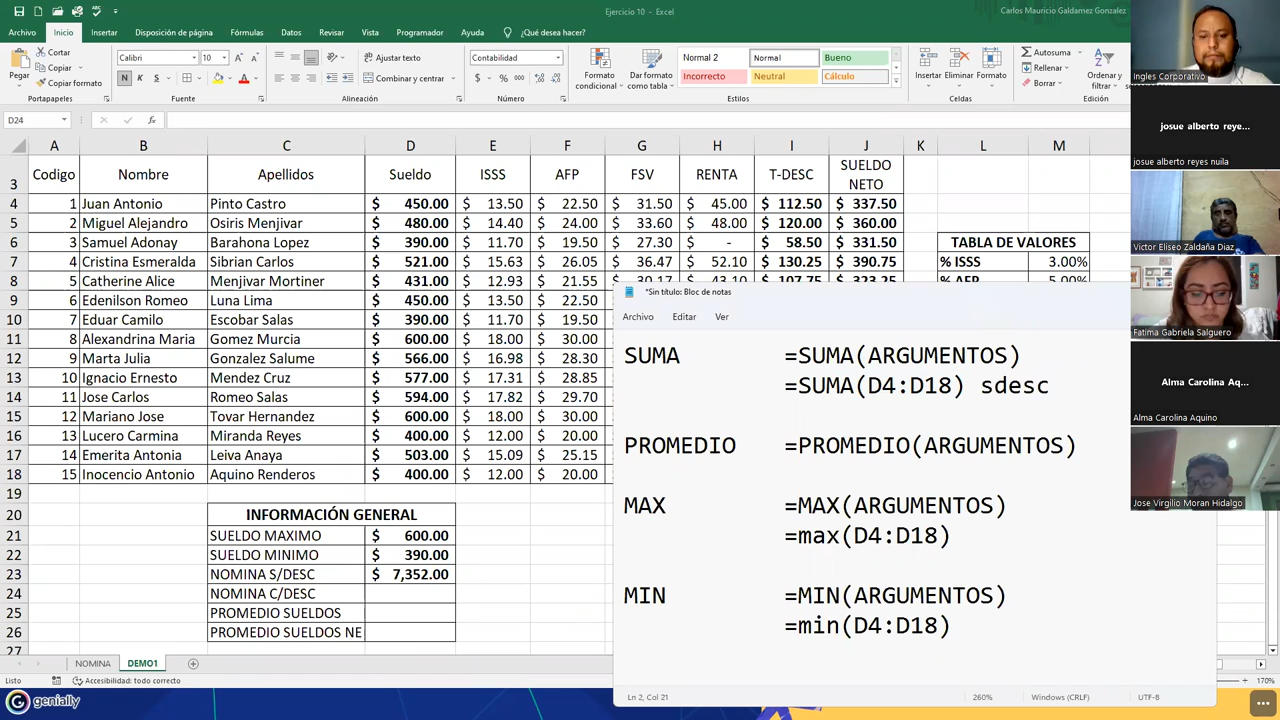 Ejercicio 10 - Excel
Carlos Mauricio Galdamez Gonzalez
Archivo Inicio Insertar Disposición de página Fórmulas Datos Revisar Vista Programador Ayuda ¿Qué desea hacer?
Pegar
Cortar
Copiar
Copiar formato
Portapapeles
Calibri 10
N K S
Fuente
Ajustar texto
Combinar y centrar
Alineación
Contabilidad
$ % 000
Número
Formato condicional
Dar formato como tabla
Normal 2 Normal Bueno
Incorrecto Neutral Cálculo
Estilos
Insertar Eliminar Formato
Celdas
Autosuma
Rellenar
Borrar
Ordenar y filtrar
Edición
D24
fx
A B C D E F G H I J K L M
3 Codigo Nombre Apellidos Sueldo ISSS AFP FSV RENTA T-DESC SUELDO NETO
4 1 Juan Antonio Pinto Castro $ 450.00 $ 13.50 $ 22.50 $ 31.50 $ 45.00 $ 112.50 $ 337.50
5 2 Miguel Alejandro Osiris Menjivar $ 480.00 $ 14.40 $ 24.00 $ 33.60 $ 48.00 $ 120.00 $ 360.00
6 3 Samuel Adonay Barahona Lopez $ 390.00 $ 11.70 $ 19.50 $ 27.30 $ - $ 58.50 $ 331.50 TABLA DE VALORES
7 4 Cristina Esmeralda Sibrian Carlos $ 521.00 $ 15.63 $ 26.05 $ 36.47 $ 52.10 $ 130.25 $ 390.75 % ISSS 3.00%
8 5 Catherine Alice Menjivar Martiner $ 431.00 $ 12.93 $ 21.55 $ 30.17 $ 43.10 $ 107.75 $ 323.25 % AFP 5.00%
9 6 Edenilson Romeo Luna Lima $ 450.00 $ 13.50 $ 22.50
10 7 Eduar Camilo Escobar Salas $ 390.00 $ 11.70 $ 19.50
11 8 Alexandrina Maria Gomez Murcia $ 600.00 $ 18.00 $ 30.00
12 9 Marta Julia Gonzalez Salume $ 566.00 $ 16.98 $ 28.30
13 10 Ignacio Ernesto Mendez Cruz $ 577.00 $ 17.31 $ 28.85
14 11 Jose Carlos Romeo Salas $ 594.00 $ 17.82 $ 29.70
15 12 Mariano Jose Tovar Hernandez $ 600.00 $ 18.00 $ 30.00
16 13 Lucero Carmina Miranda Reyes $ 400.00 $ 12.00 $ 20.00
17 14 Emerita Antonia Leiva Anaya $ 503.00 $ 15.09 $ 25.15
18 15 Inocencio Antonio Aquino Renderos $ 400.00 $ 12.00 $ 20.00
19
20 INFORMACIÓN GENERAL
21 SUELDO MAXIMO $ 600.00
22 SUELDO MINIMO $ 390.00
23 NOMINA S/DESC $ 7,352.00
24 NOMINA C/DESC
25 PROMEDIO SUELDOS
26 PROMEDIO SUELDOS NE
27
NOMINA DEMO1
Listo
Accesibilidad: todo correcto
170%
*Sin título: Bloc de notas
Archivo Editar Ver
SUMA =SUMA(ARGUMENTOS)
=SUMA(D4:D18) sdesc
PROMEDIO =PROMEDIO(ARGUMENTOS)
MAX =MAX(ARGUMENTOS)
=max(D4:D18)
MIN =MIN(ARGUMENTOS)
=min(D4:D18)
Ln 2, Col 21
260%
Windows (CRLF)
UTF-8
Ingles Corporativo
josue alberto reye...
josue alberto reyes nuila
Victor Eliseo Zaldaña Diaz
Fatima Gabriela Salguero
Alma Carolina Aq...
Alma Carolina Aquino
Jose Virgilio Moran Hidalgo
genially